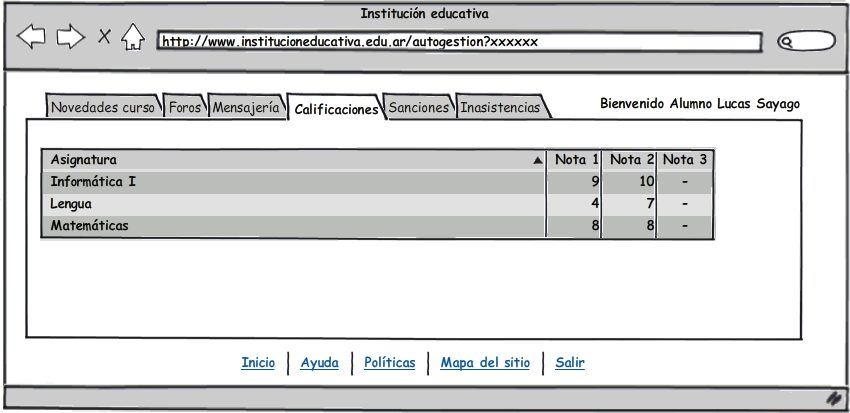 Institución educativa
http://www.institucioneducativa.edu.ar/autogestion?xxxxxx
Novedades curso Foros Mensajería Calificaciones Sanciones Inasistencias Bienvenido Alumno Lucas Sayago
Asignatura Nota 1 Nota 2 Nota 3
Informática I 9 10 -
Lengua 4 7 -
Matemáticas 8 8 -
Inicio Ayuda Políticas Mapa del sitio Salir